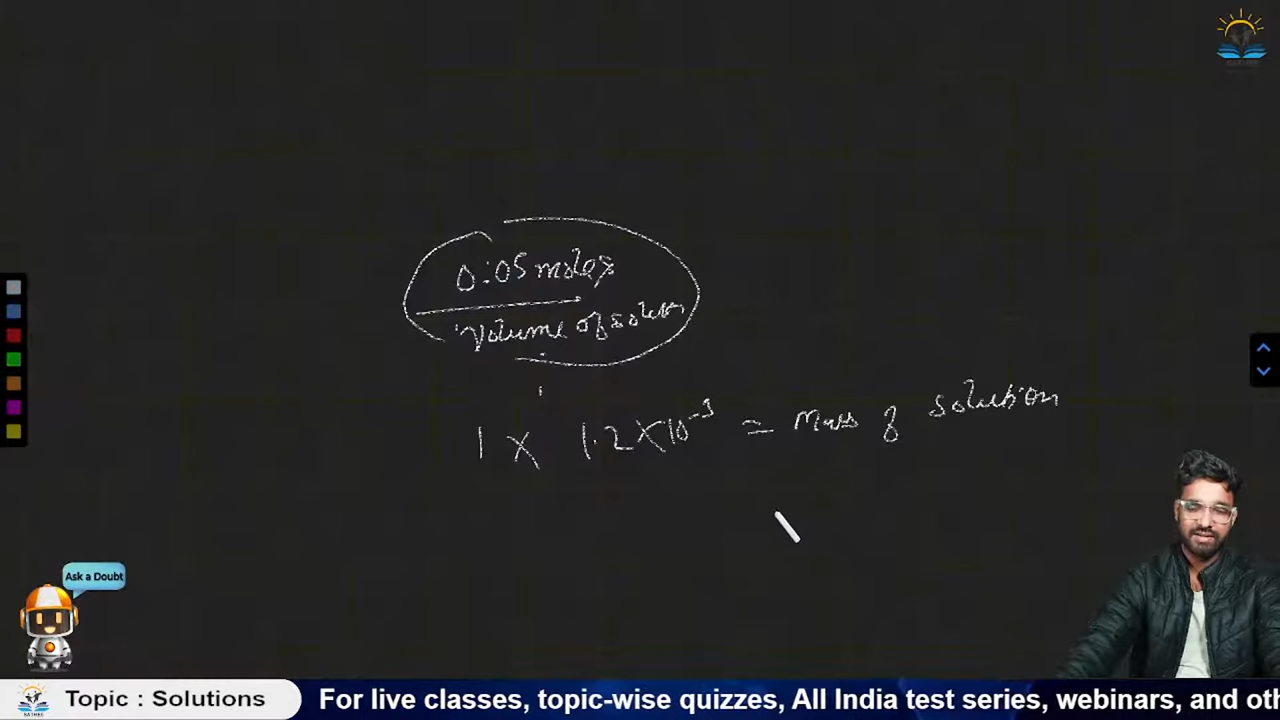 0.05 moles
Volume of solution
1 × 1.2×10⁻³ = Mass of solution
Ask a Doubt
Topic : Solutions
For live classes, topic-wise quizzes, All India test series, webinars, and oth